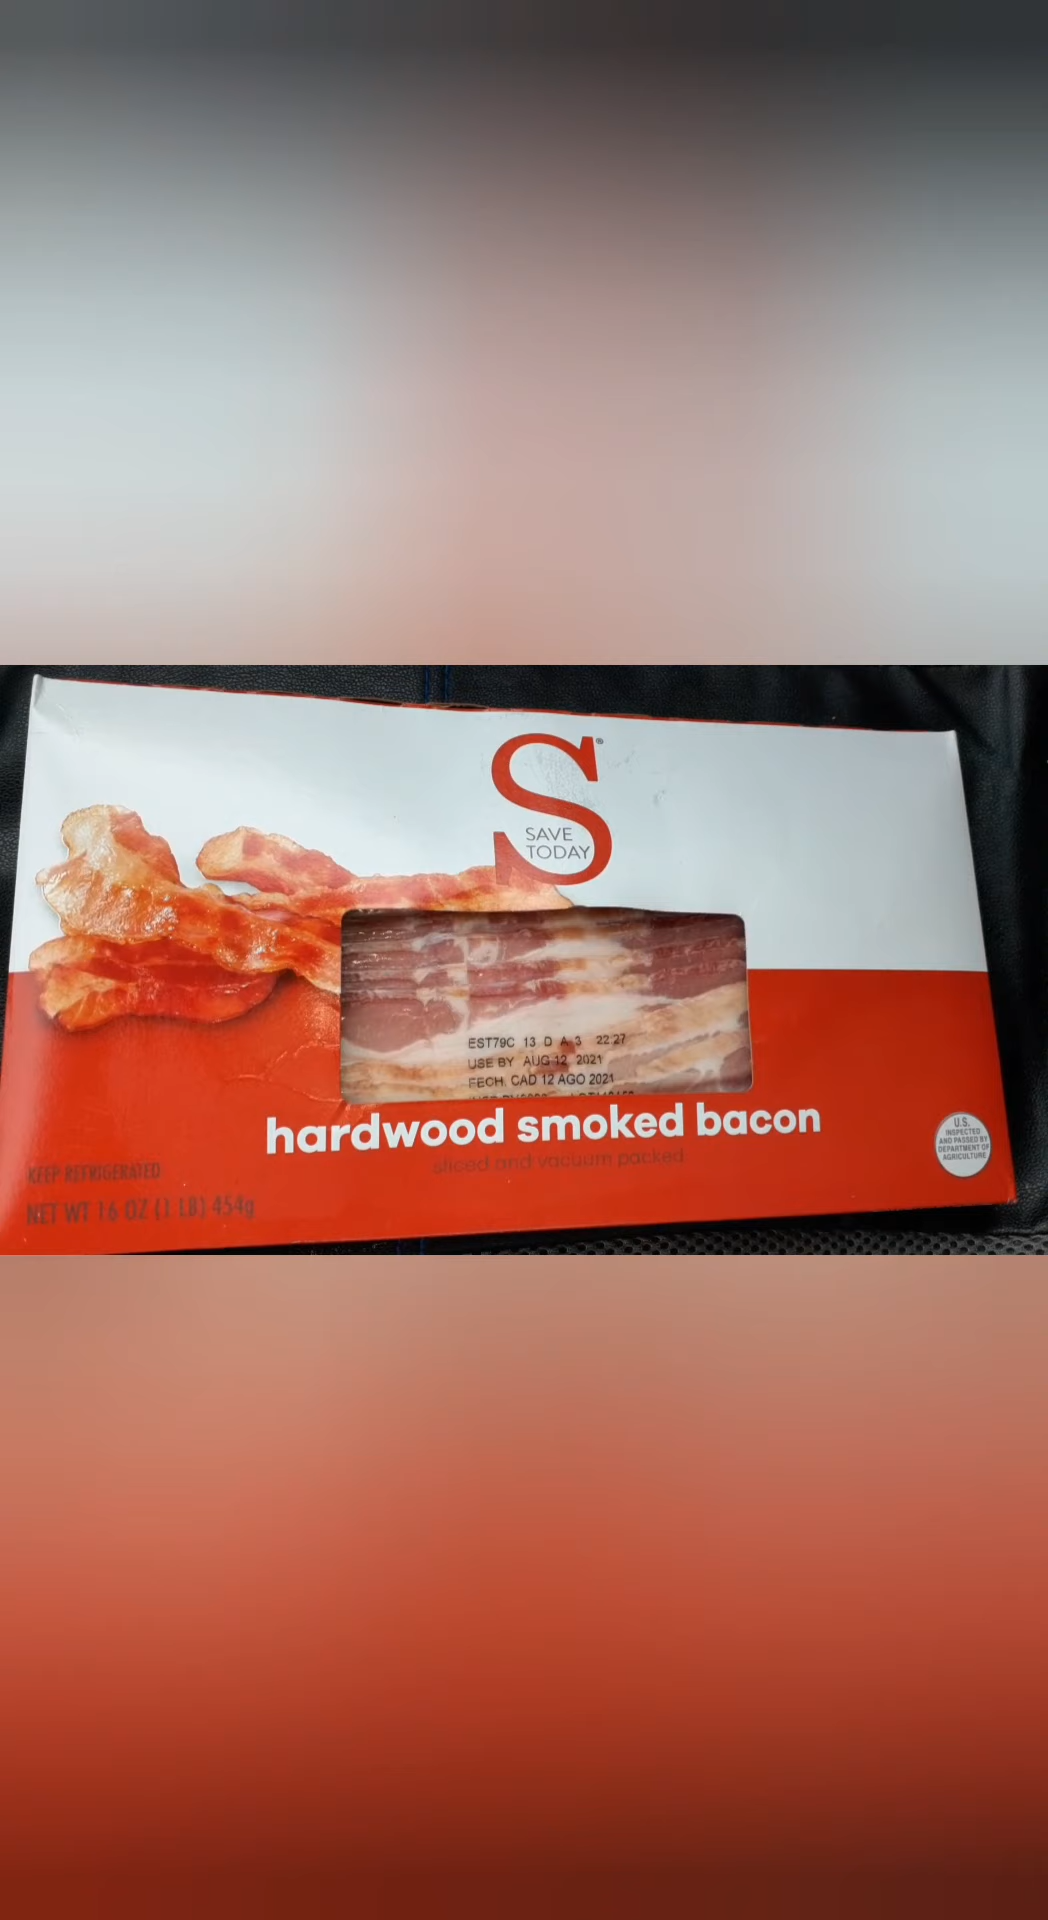 S®
SAVE
TODAY
EST79C 13 D A 3 22:27
USE BY AUG 12 2021
FECH. CAD 12 AGO 2021
hardwood smoked bacon
sliced and vacuum packed
KEEP REFRIGERATED
NET WT 16 OZ (1 LB) 454g
U.S.
INSPECTED
AND PASSED BY
DEPARTMENT OF
AGRICULTURE